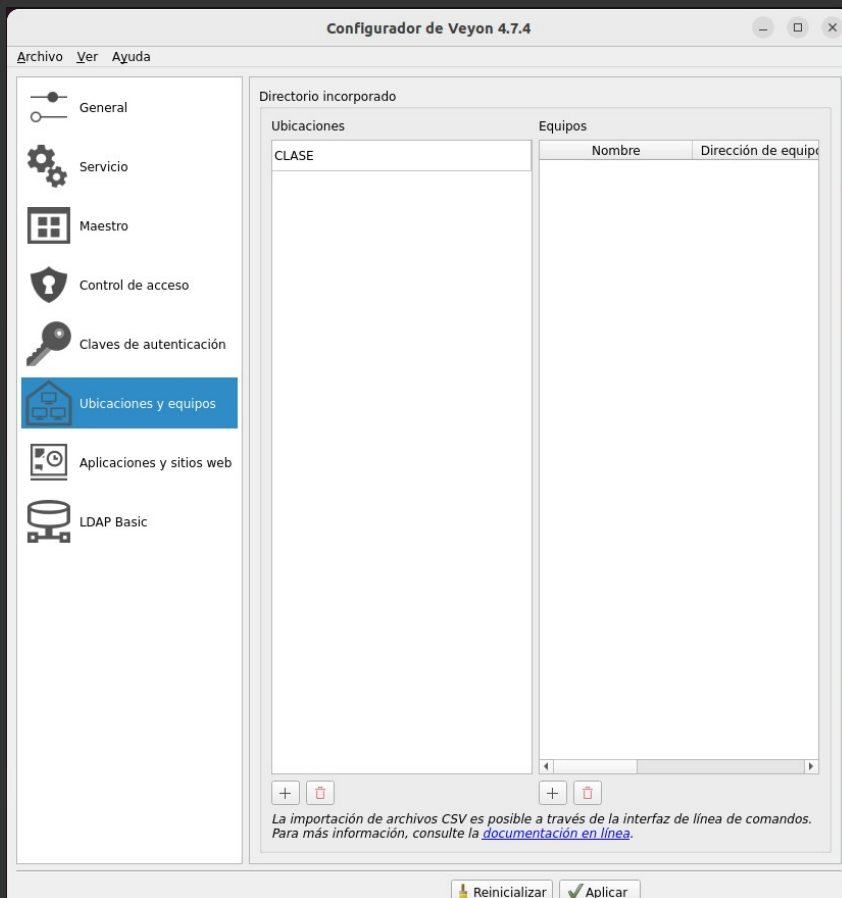 Configurador de Veyon 4.7.4
Archivo Ver Ayuda
General
Servicio
Maestro
Control de acceso
Claves de autenticación
Ubicaciones y equipos
Aplicaciones y sitios web
LDAP Basic
Directorio incorporado
Ubicaciones
CLASE
Equipos
Nombre Dirección de equipo
La importación de archivos CSV es posible a través de la interfaz de línea de comandos.
Para más información, consulte la documentación en línea.
Reinicializar Aplicar